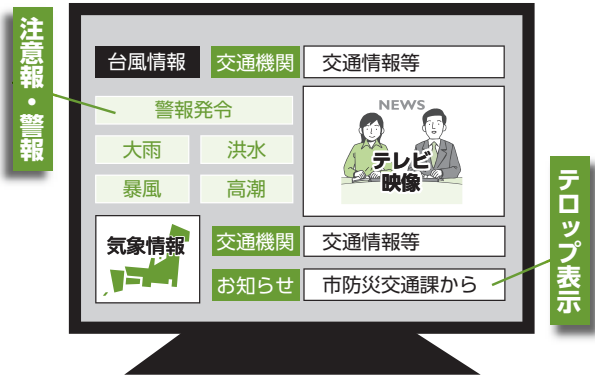 注意報・警報
台風情報
交通機関
交通情報等
警報発令
大雨
洪水
暴風
高潮
NEWS
テレビ
映像
気象情報
交通機関
交通情報等
お知らせ
市防災交通課から
テロップ表示